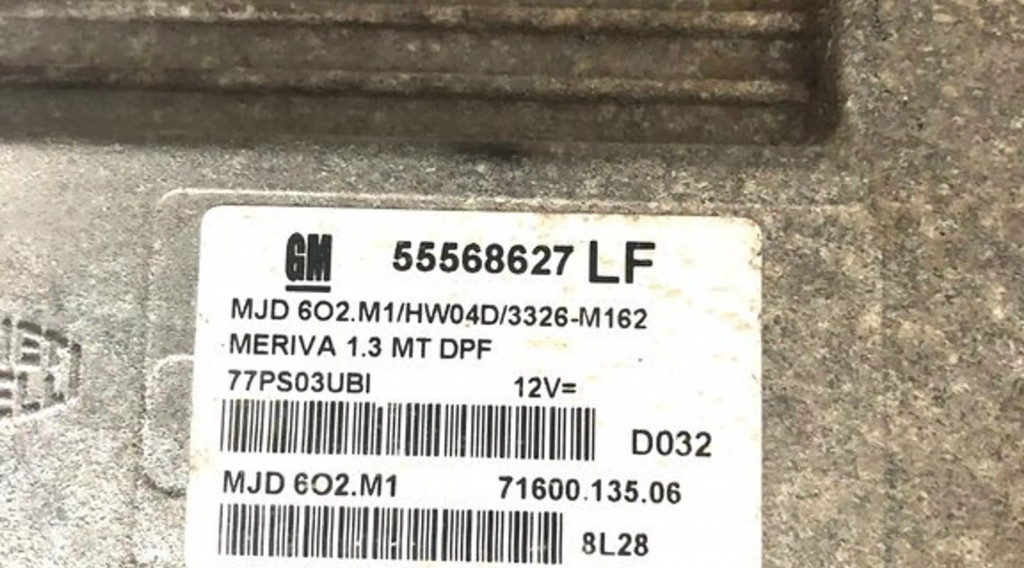 GM 55568627 LF
MJD 6O2.M1/HW04D/3326-M162
MERIVA 1.3 MT DPF
77PS03UBI 12V=
D032
MJD 6O2.M1 71600.135.06
8L28